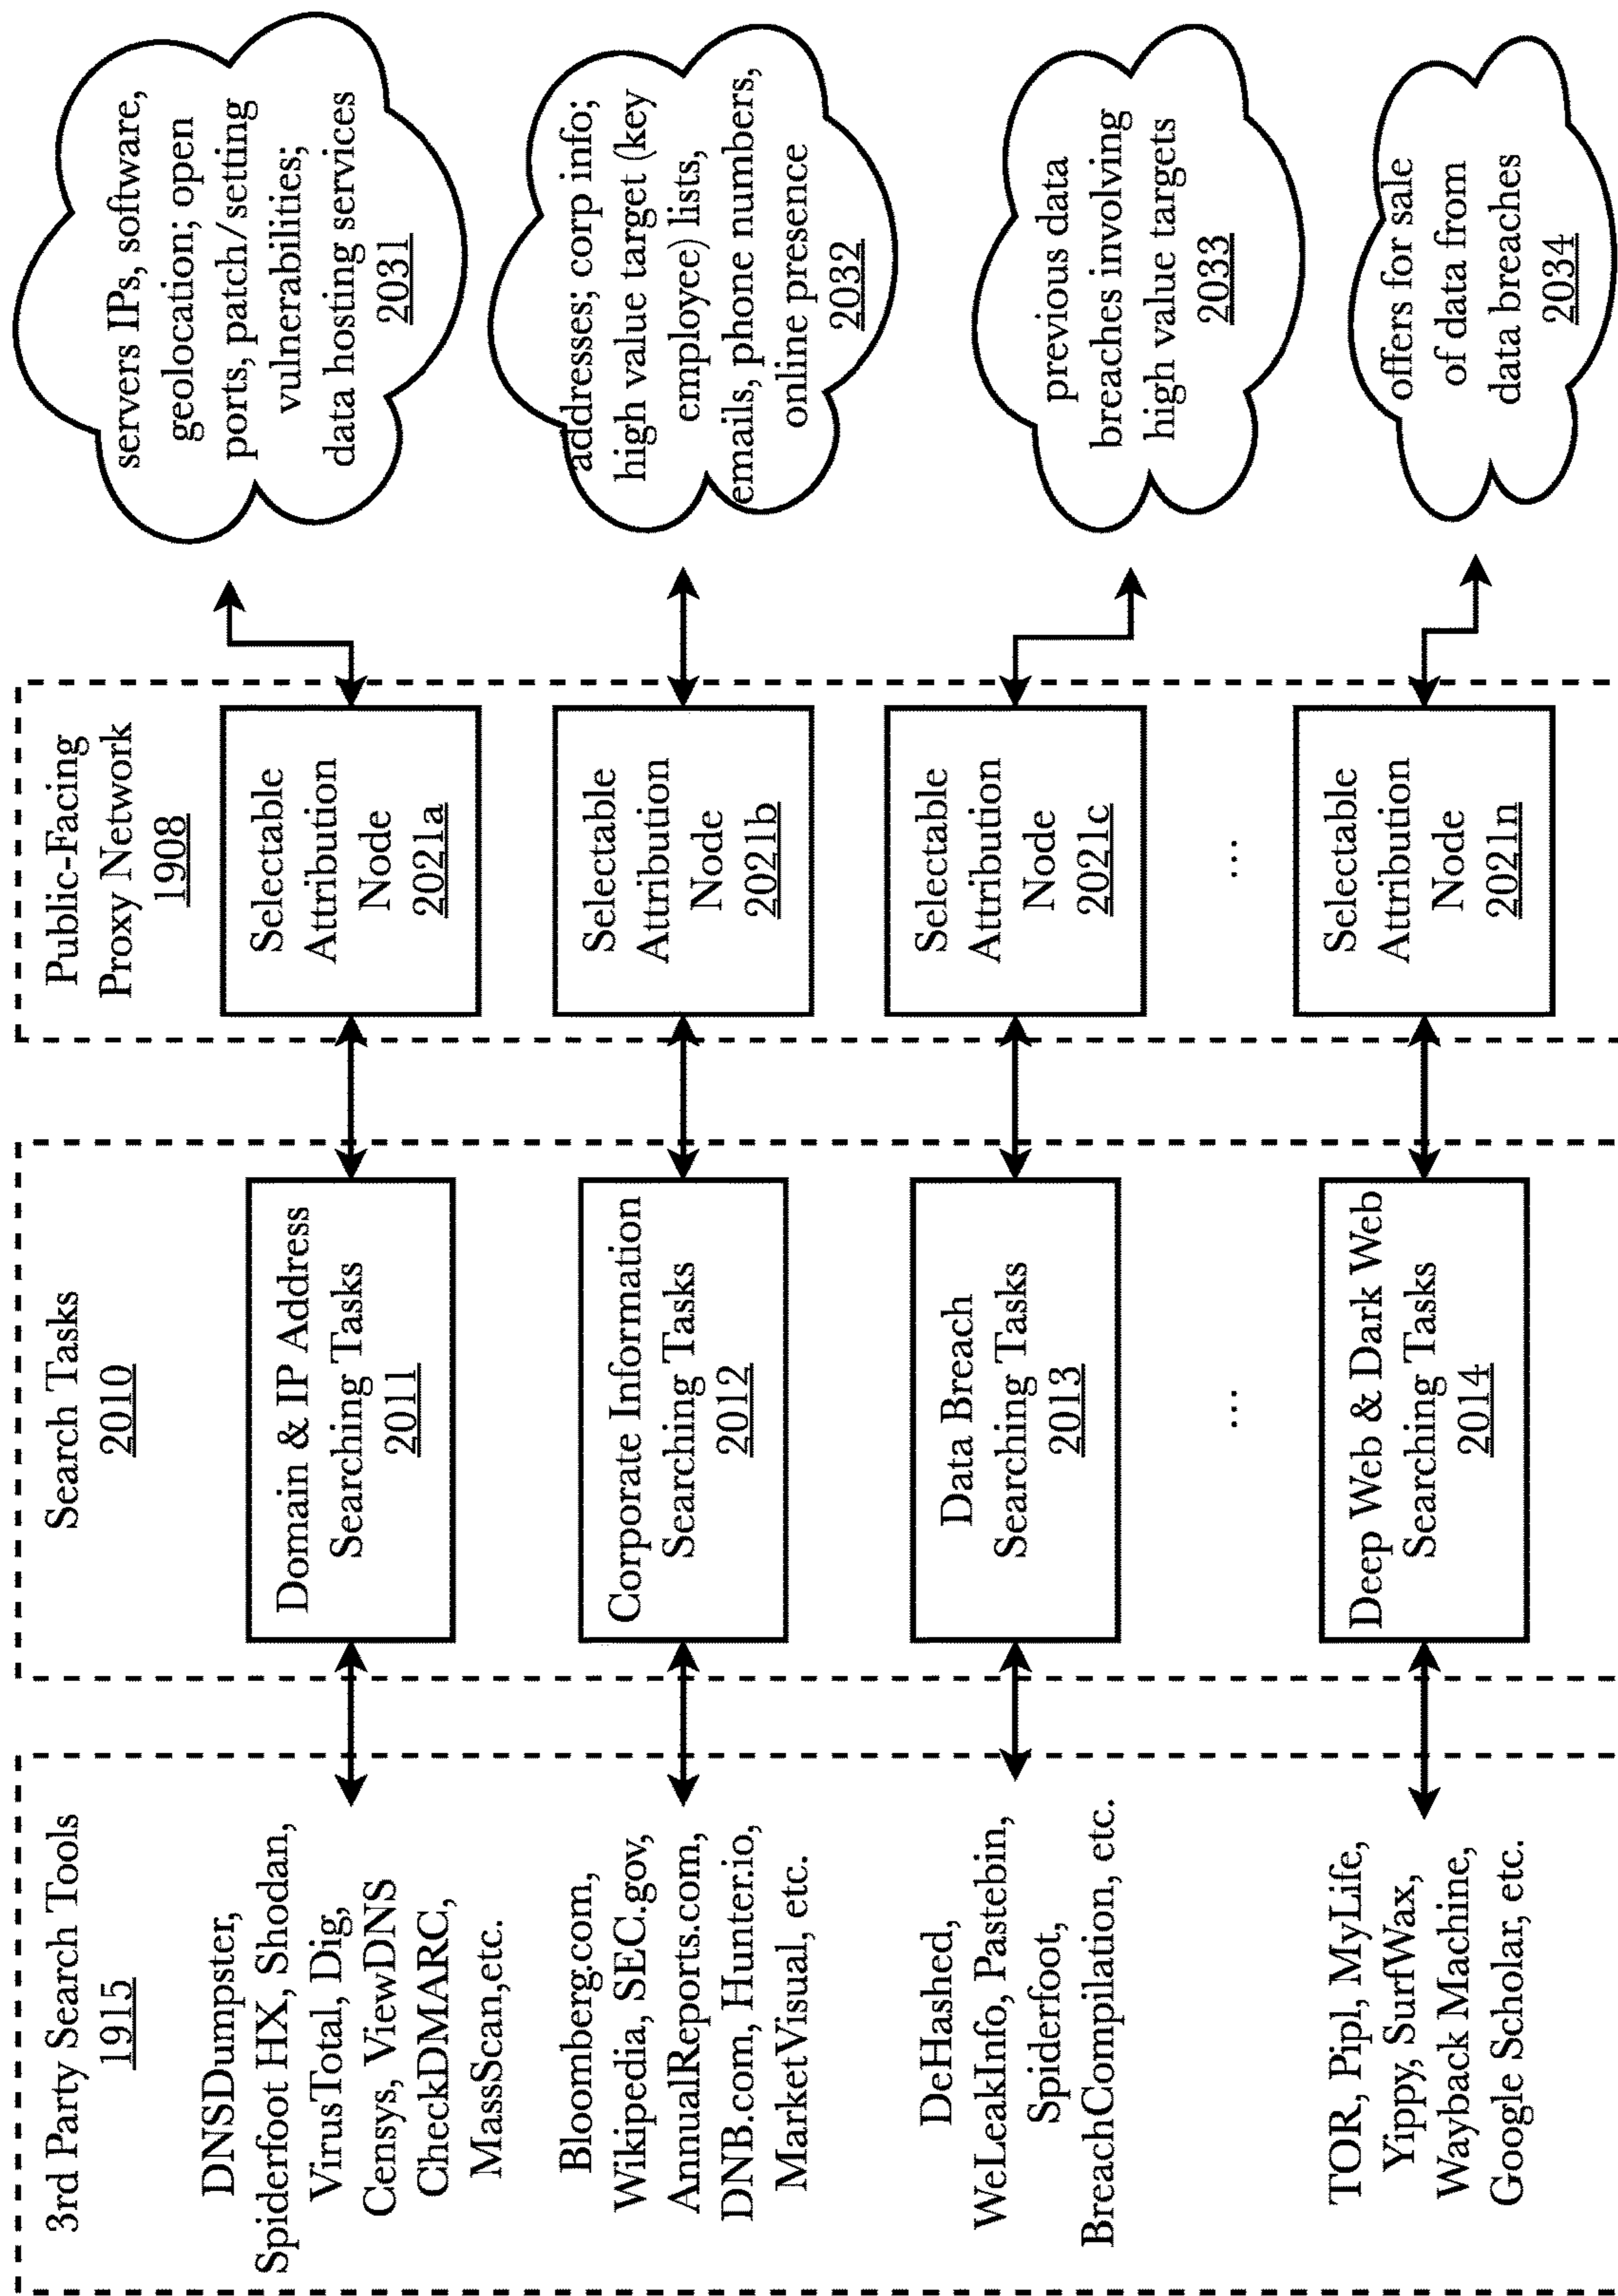 3rd Party Search Tools
1915
DNSDumpster,
Spiderfoot HX, Shodan,
VirusTotal, Dig,
Censys, ViewDNS
CheckDMARC,
MassScan,etc.
Bloomberg.com,
Wikipedia, SEC.gov,
AnnualReports.com,
DNB.com, Hunter.io,
MarketVisual, etc.
DeHashed,
WeLeakInfo, Pastebin,
Spiderfoot,
BreachCompilation, etc.
TOR, Pipl, MyLife,
Yippy, SurfWax,
Wayback Machine,
Google Scholar, etc.
Search Tasks
2010
Domain & IP Address
Searching Tasks
2011
Corporate Information
Searching Tasks
2012
Data Breach
Searching Tasks
2013
...
Deep Web & Dark Web
Searching Tasks
2014
Public-Facing
Proxy Network
1908
Selectable
Attribution
Node
2021a
Selectable
Attribution
Node
2021b
Selectable
Attribution
Node
2021c
...
Selectable
Attribution
Node
2021n
servers IPs, software,
geolocation; open
ports, patch/setting
vulnerabilities;
data hosting services
2031
addresses; corp info;
high value target (key
employee) lists,
emails, phone numbers,
online presence
2032
previous data
breaches involving
high value targets
2033
offers for sale
of data from
data breaches
2034